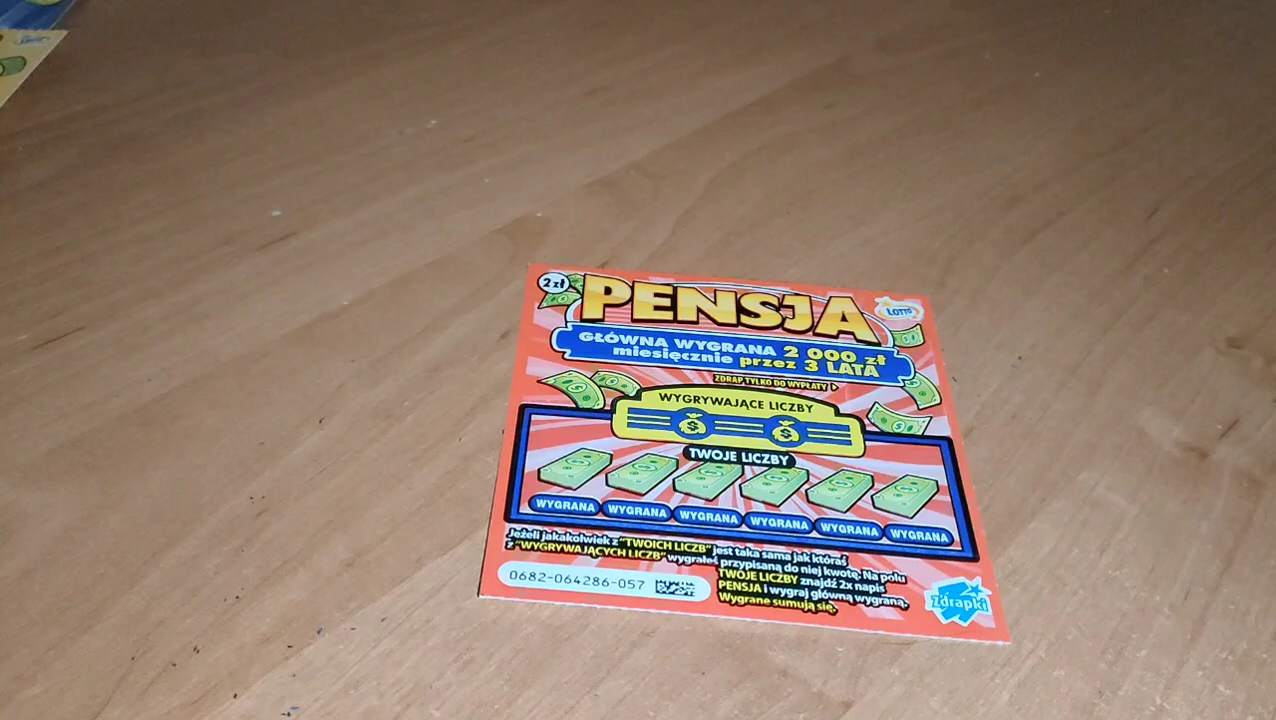 2 zł
PENSJA
LOTTO
GŁÓWNA WYGRANA 2 000 zł
miesięcznie przez 3 LATA
ZDRAP TYLKO DO WYPŁATY
WYGRYWAJĄCE LICZBY
TWOJE LICZBY
WYGRANA WYGRANA WYGRANA WYGRANA WYGRANA WYGRANA
Jeżeli jakakolwiek z "TWOICH LICZB" jest taka sama jak któraś
z "WYGRYWAJĄCYCH LICZB" wygrałeś przypisaną do niej kwotę. Na polu
TWOJE LICZBY znajdź 2x napis
PENSJA i wygraj główną wygraną.
Wygrane sumują się.
0682-064286-057
Zdrapki